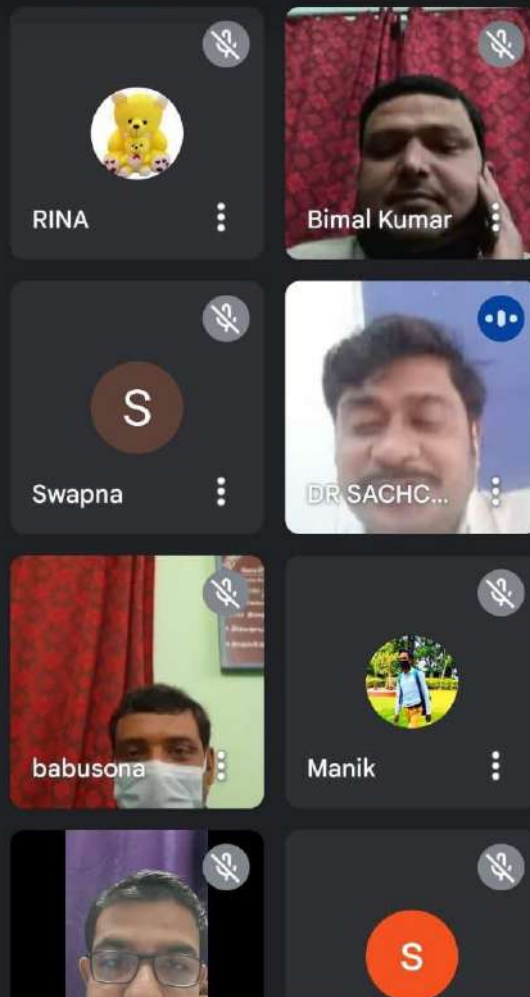 RINA
Bimal Kumar
S
Swapna
DR SACHC...
babusona
Manik
S